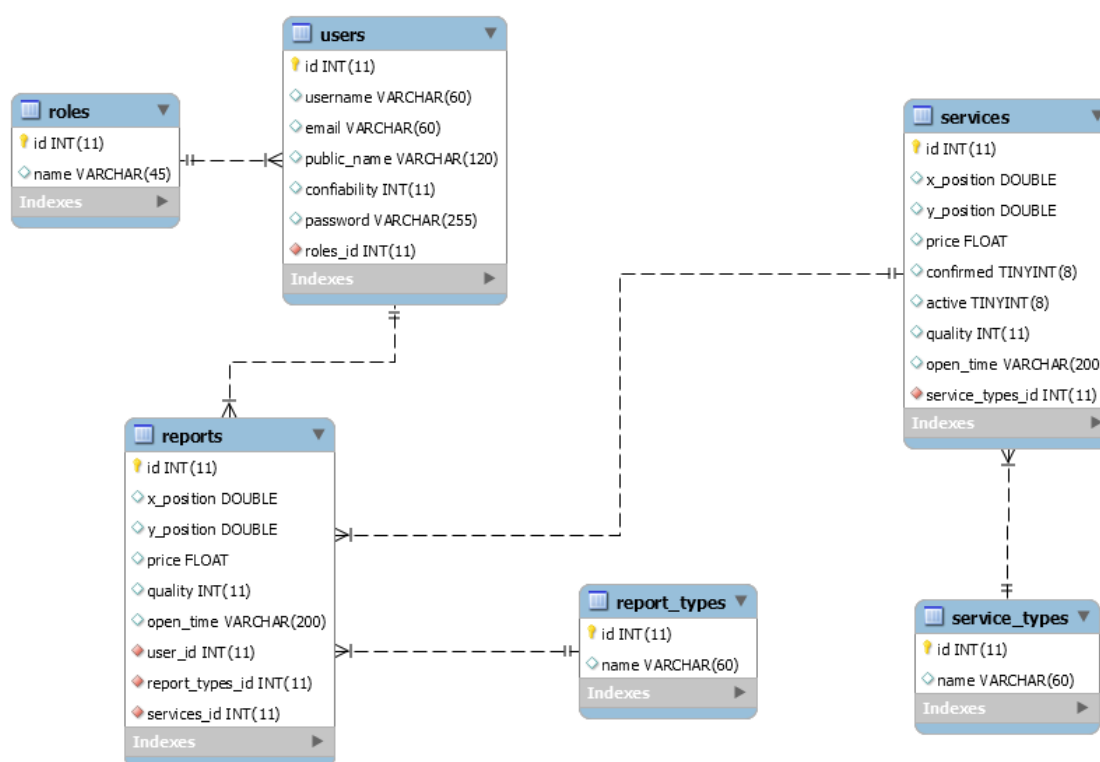 users
id INT(11)
username VARCHAR(60)
email VARCHAR(60)
public_name VARCHAR(120)
confiability INT(11)
password VARCHAR(255)
roles_id INT(11)
Indexes
roles
id INT(11)
name VARCHAR(45)
Indexes
services
id INT(11)
x_position DOUBLE
y_position DOUBLE
price FLOAT
confirmed TINYINT(8)
active TINYINT(8)
quality INT(11)
open_time VARCHAR(200
service_types_id INT(11)
Indexes
reports
id INT(11)
x_position DOUBLE
y_position DOUBLE
price FLOAT
quality INT(11)
open_time VARCHAR(200)
user_id INT(11)
report_types_id INT(11)
services_id INT(11)
Indexes
report_types
id INT(11)
name VARCHAR(60)
Indexes
service_types
id INT(11)
name VARCHAR(60)
Indexes